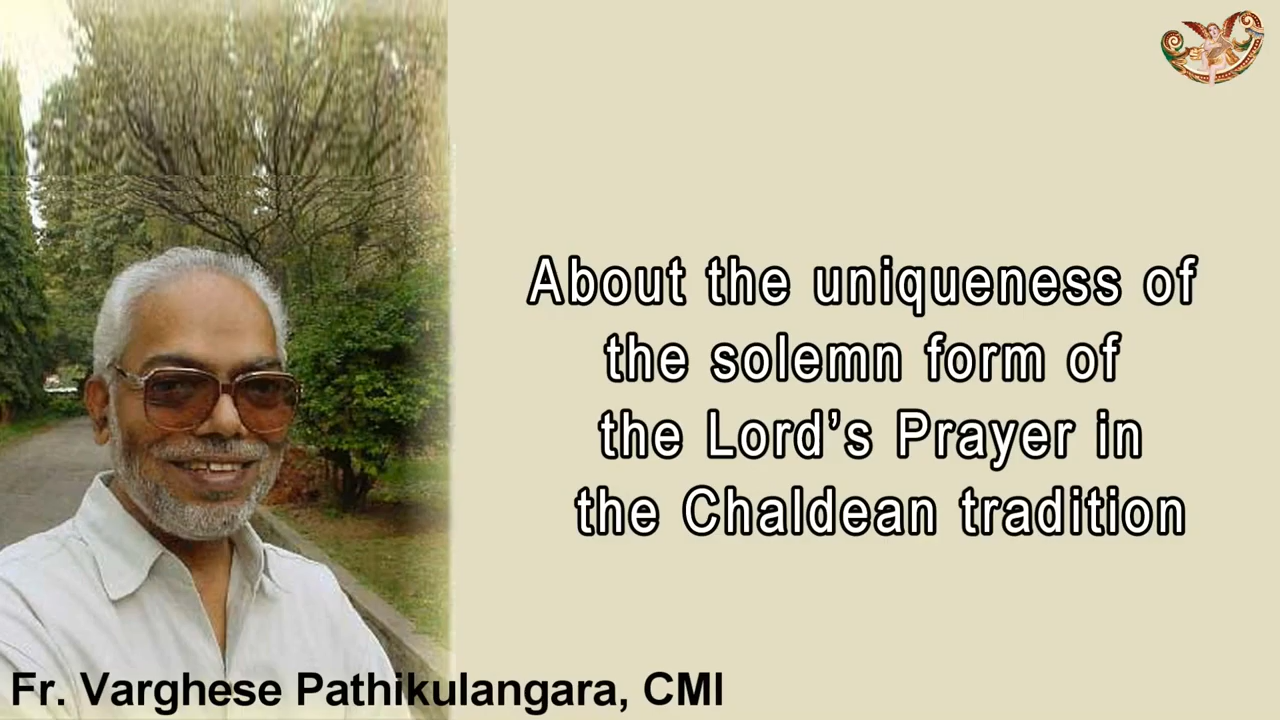 About the uniqueness of
the solemn form of
the Lord’s Prayer in
the Chaldean tradition
Fr. Varghese Pathikulangara, CMI